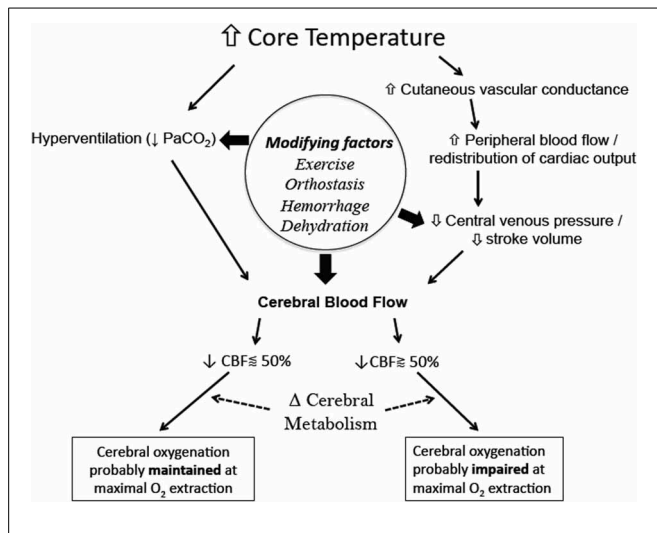 ⇧ Core Temperature
⇧ Cutaneous vascular conductance
Hyperventilation (↓ PaCO₂)
Modifying factors
Exercise
Orthostasis
Hemorrhage
Dehydration
⇧ Peripheral blood flow /
redistribution of cardiac output
⇩ Central venous pressure /
⇩ stroke volume
Cerebral Blood Flow
↓ CBF≦ 50%
↓CBF≧ 50%
Δ Cerebral
Metabolism
Cerebral oxygenation
probably maintained at
maximal O₂ extraction
Cerebral oxygenation
probably impaired at
maximal O₂ extraction